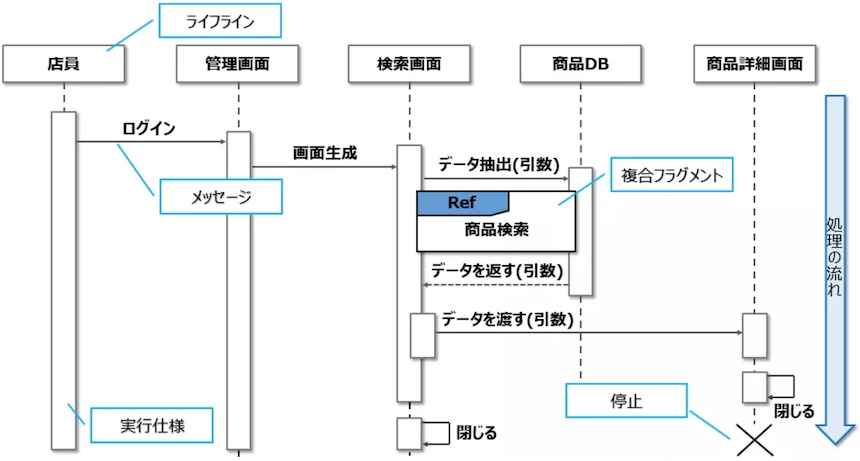 ライフライン
店員
管理画面
検索画面
商品DB
商品詳細画面
ログイン
画面生成
データ抽出(引数)
複合フラグメント
メッセージ
Ref
商品検索
データを返す(引数)
処理の流れ
データを渡す(引数)
停止
閉じる
実行仕様
閉じる